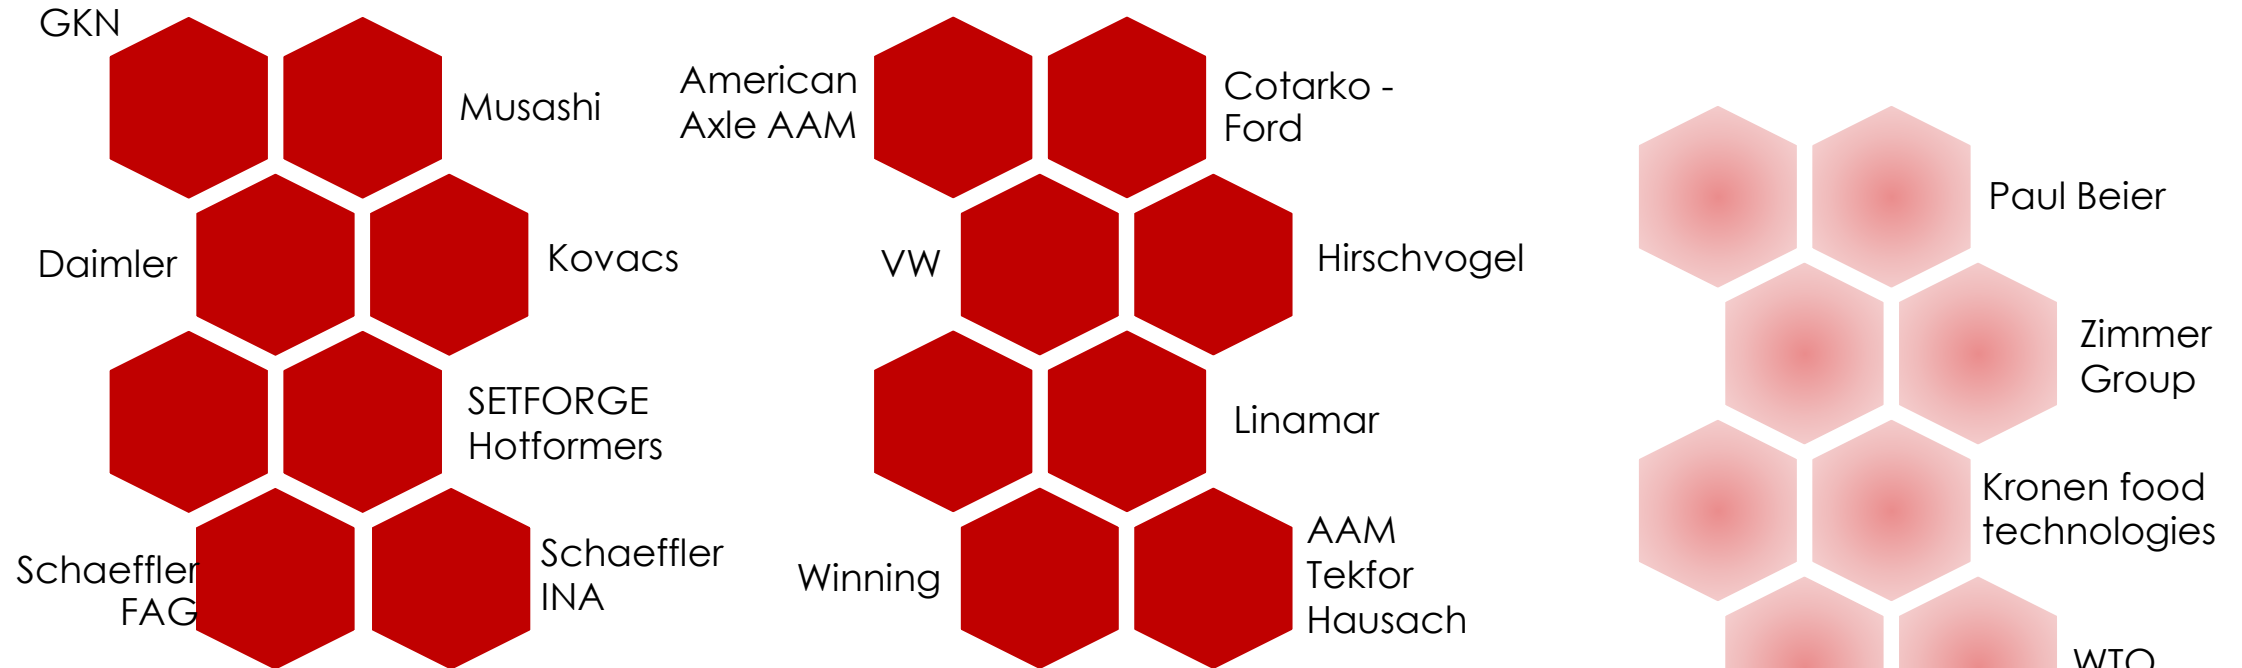 GKN
Musashi
Daimler
Kovacs
SETFORGE
Hotformers
Schaeffler
FAG
Schaeffler
INA
American
Axle AAM
Cotarko -
Ford
VW
Hirschvogel
Linamar
Winning
AAM
Tekfor
Hausach
Paul Beier
Zimmer
Group
Kronen food
technologies
WTO